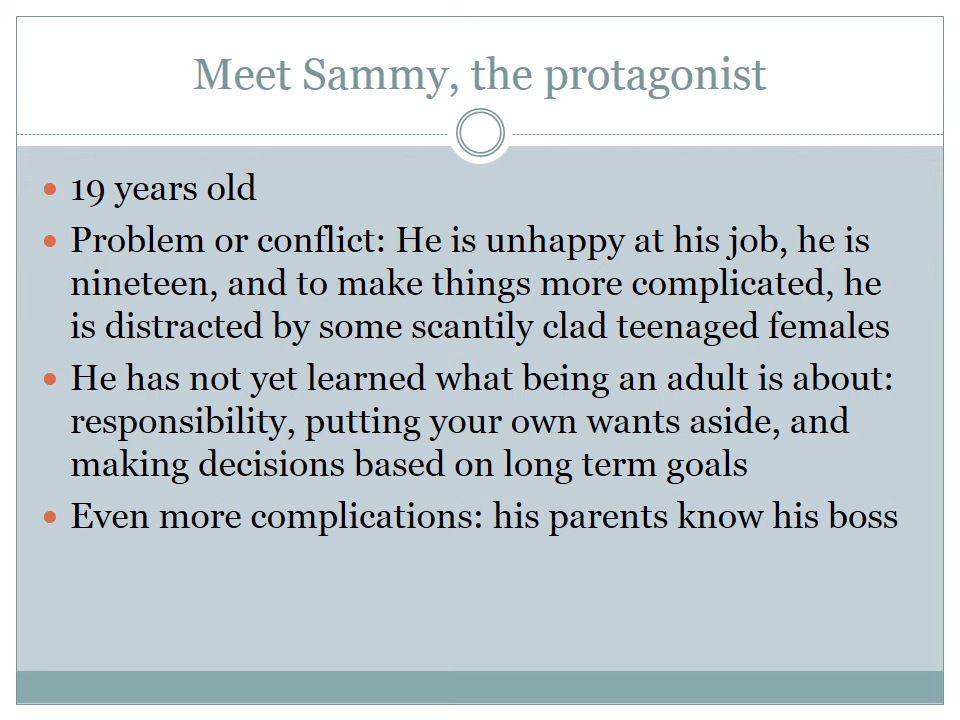 Meet Sammy, the protagonist
• 19 years old
• Problem or conflict: He is unhappy at his job, he is
nineteen, and to make things more complicated, he
is distracted by some scantily clad teenaged females
• He has not yet learned what being an adult is about:
responsibility, putting your own wants aside, and
making decisions based on long term goals
• Even more complications: his parents know his boss